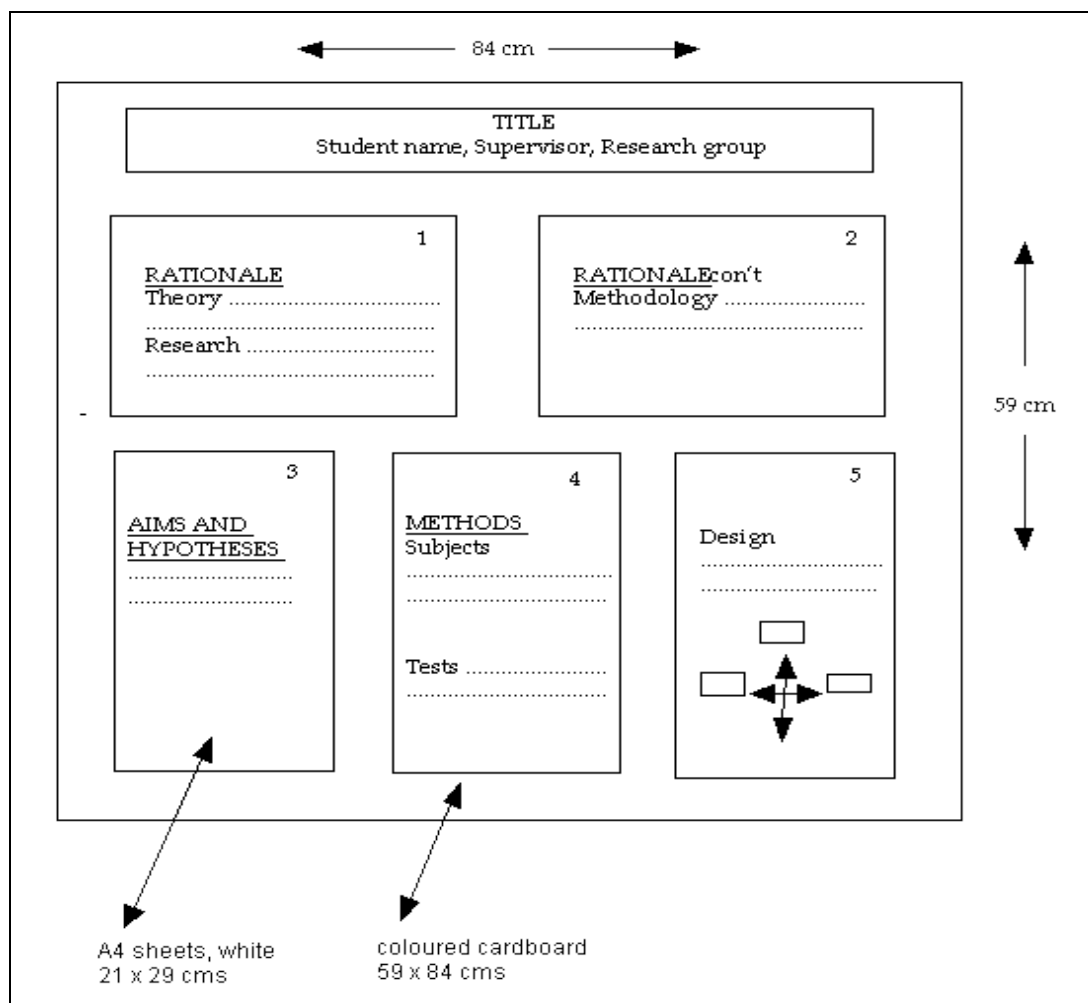 84 cm
TITLE
Student name, Supervisor, Research group
1
RATIONALE
Theory ........................................
.......................................................
Research ....................................
.......................................................
2
RATIONALEcon't
Methodology ...........................
.......................................................
-
59 cm
3
AIMS AND
HYPOTHESES
...............................
...............................
4
METHODS
Subjects
.......................................
......................................
Tests ...........................
......................................
5
Design
..................................
.................................
A4 sheets, white
21 x 29 cms
coloured cardboard
59 x 84 cms